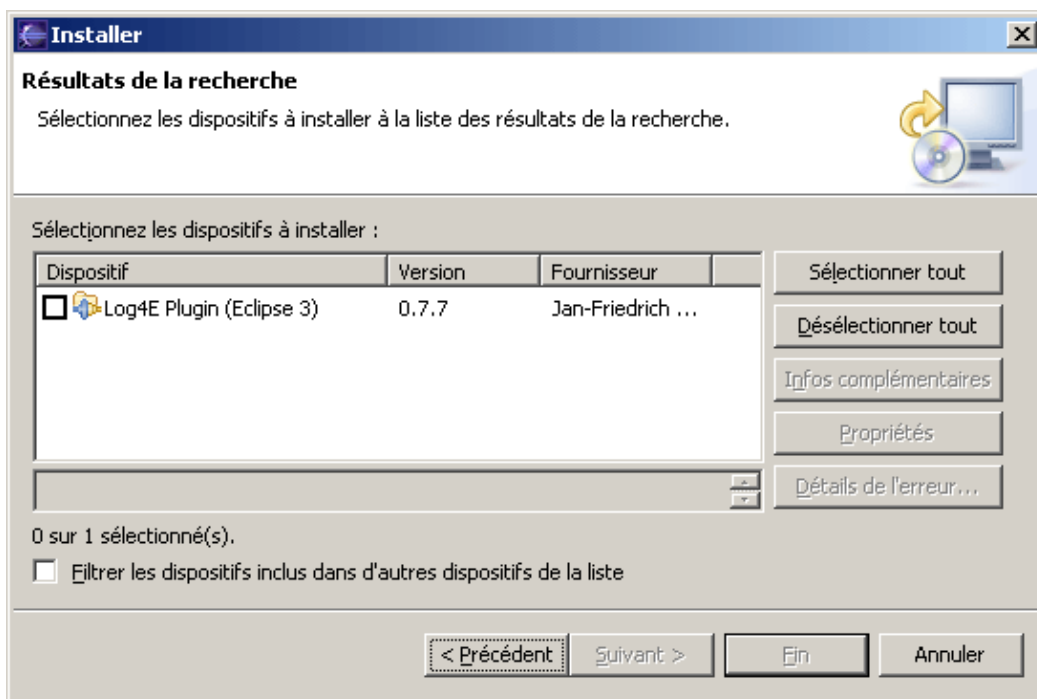 Installer
Résultats de la recherche
Sélectionnez les dispositifs à installer à la liste des résultats de la recherche.
Sélectionnez les dispositifs à installer :
Dispositif Version Fournisseur
Log4E Plugin (Eclipse 3) 0.7.7 Jan-Friedrich ...
Sélectionner tout
Désélectionner tout
Infos complémentaires
Propriétés
Détails de l'erreur...
0 sur 1 sélectionné(s).
Filtrer les dispositifs inclus dans d'autres dispositifs de la liste
< Précédent Suivant > Fin Annuler